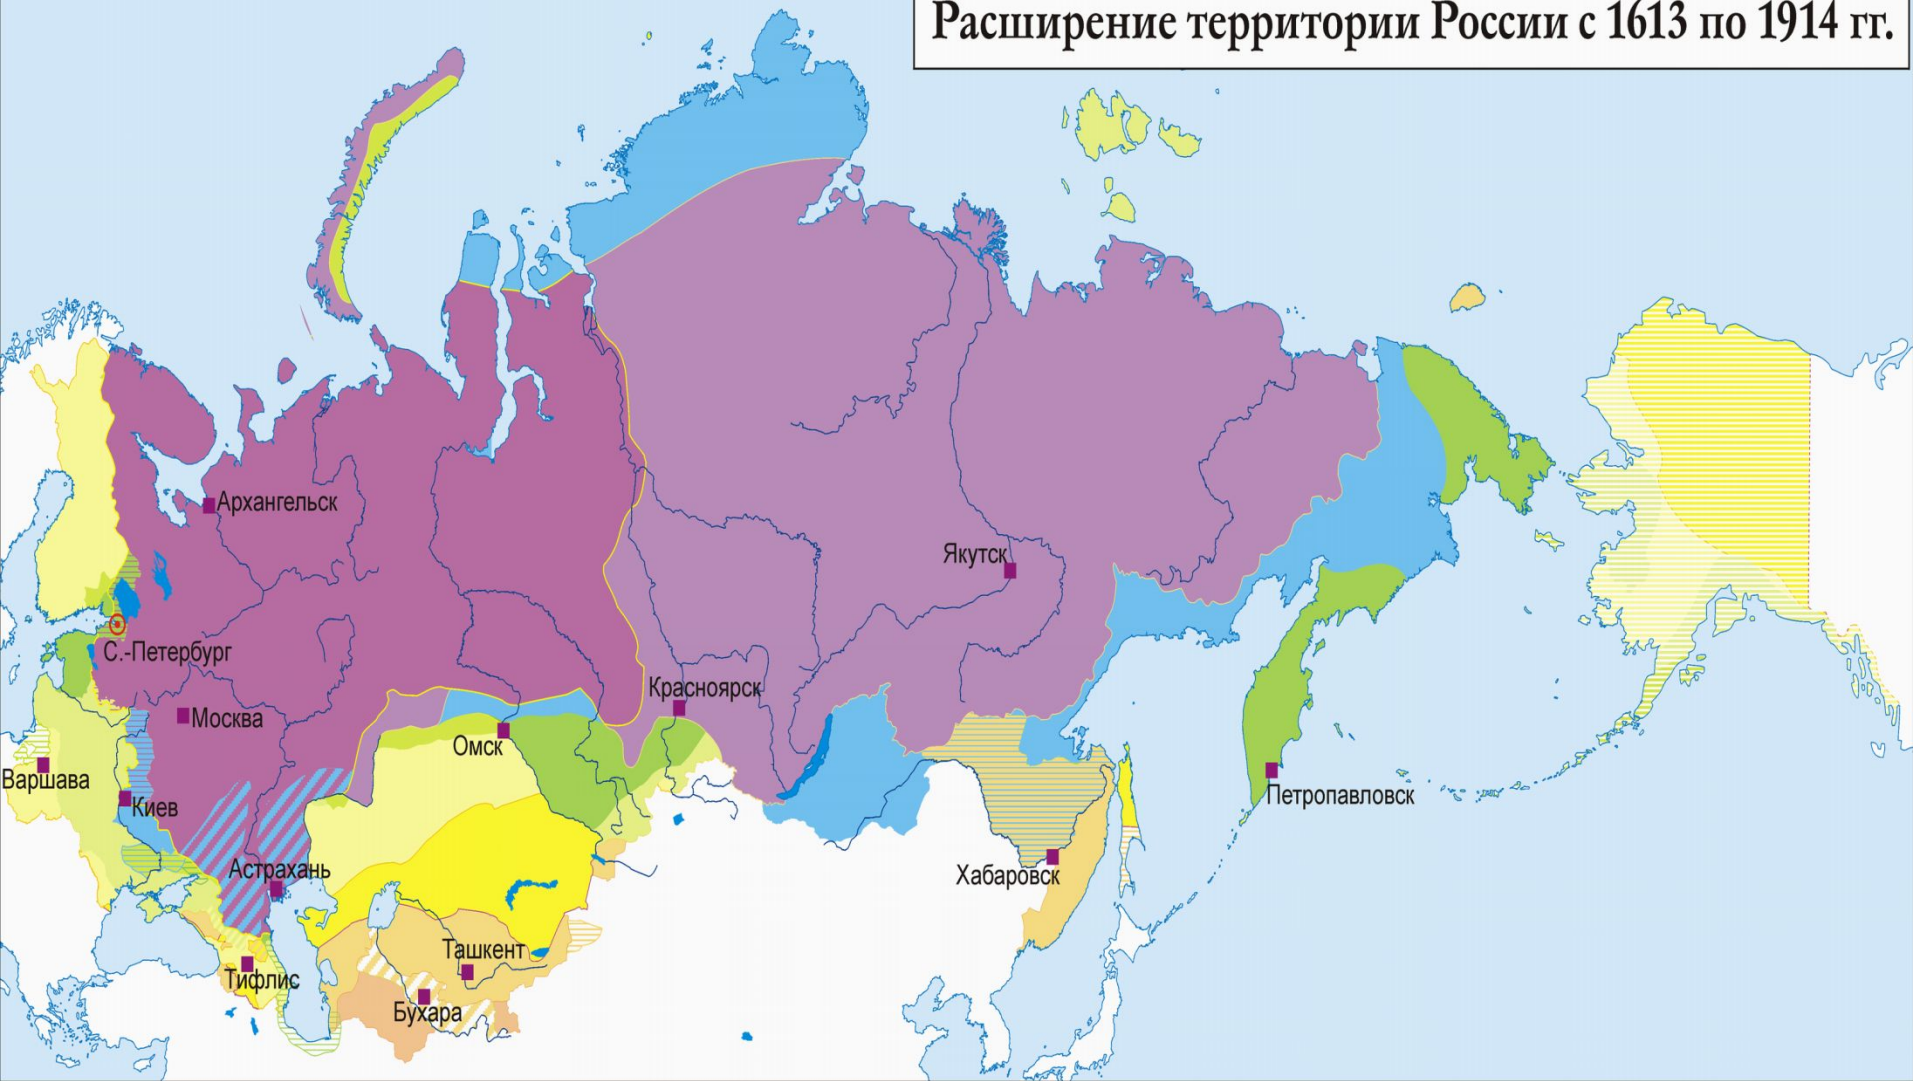 Расширение территории России с 1613 по 1914 гг.
Архангельск
Якутск
С.-Петербург
Красноярск
Москва
Омск
Варшава
Киев
Петропавловск
Астрахань
Хабаровск
Ташкент
Тифлис
Бухара